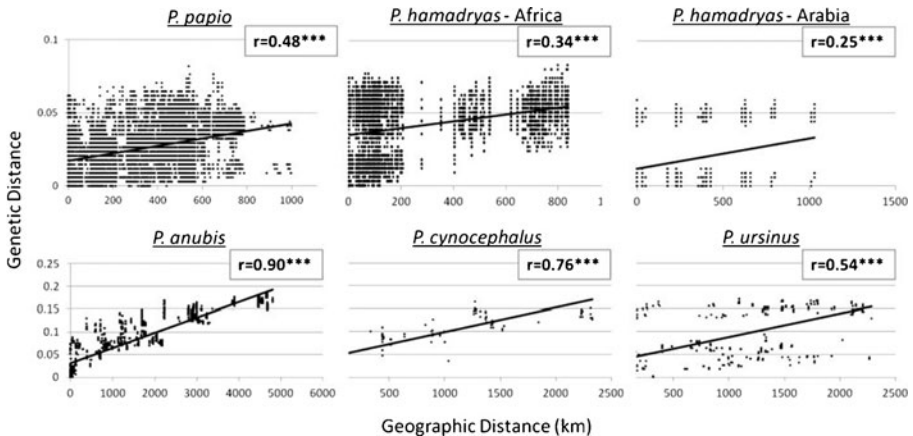 P. papio
P. hamadryas - Africa
P. hamadryas - Arabia
r=0.48***
r=0.34***
r=0.25***
0.1
0.05
0
0 200 400 600 800 1000
0 200 400 600 800 1
0 500 1000 1500
Genetic Distance
P. anubis
P. cynocephalus
P. ursinus
r=0.90***
r=0.76***
r=0.54***
0.25
0.2
0.15
0.1
0.05
0
0 1000 2000 3000 4000 5000 6000
500 1000 1500 2000 2500
500 1000 1500 2000 2500
Geographic Distance (km)